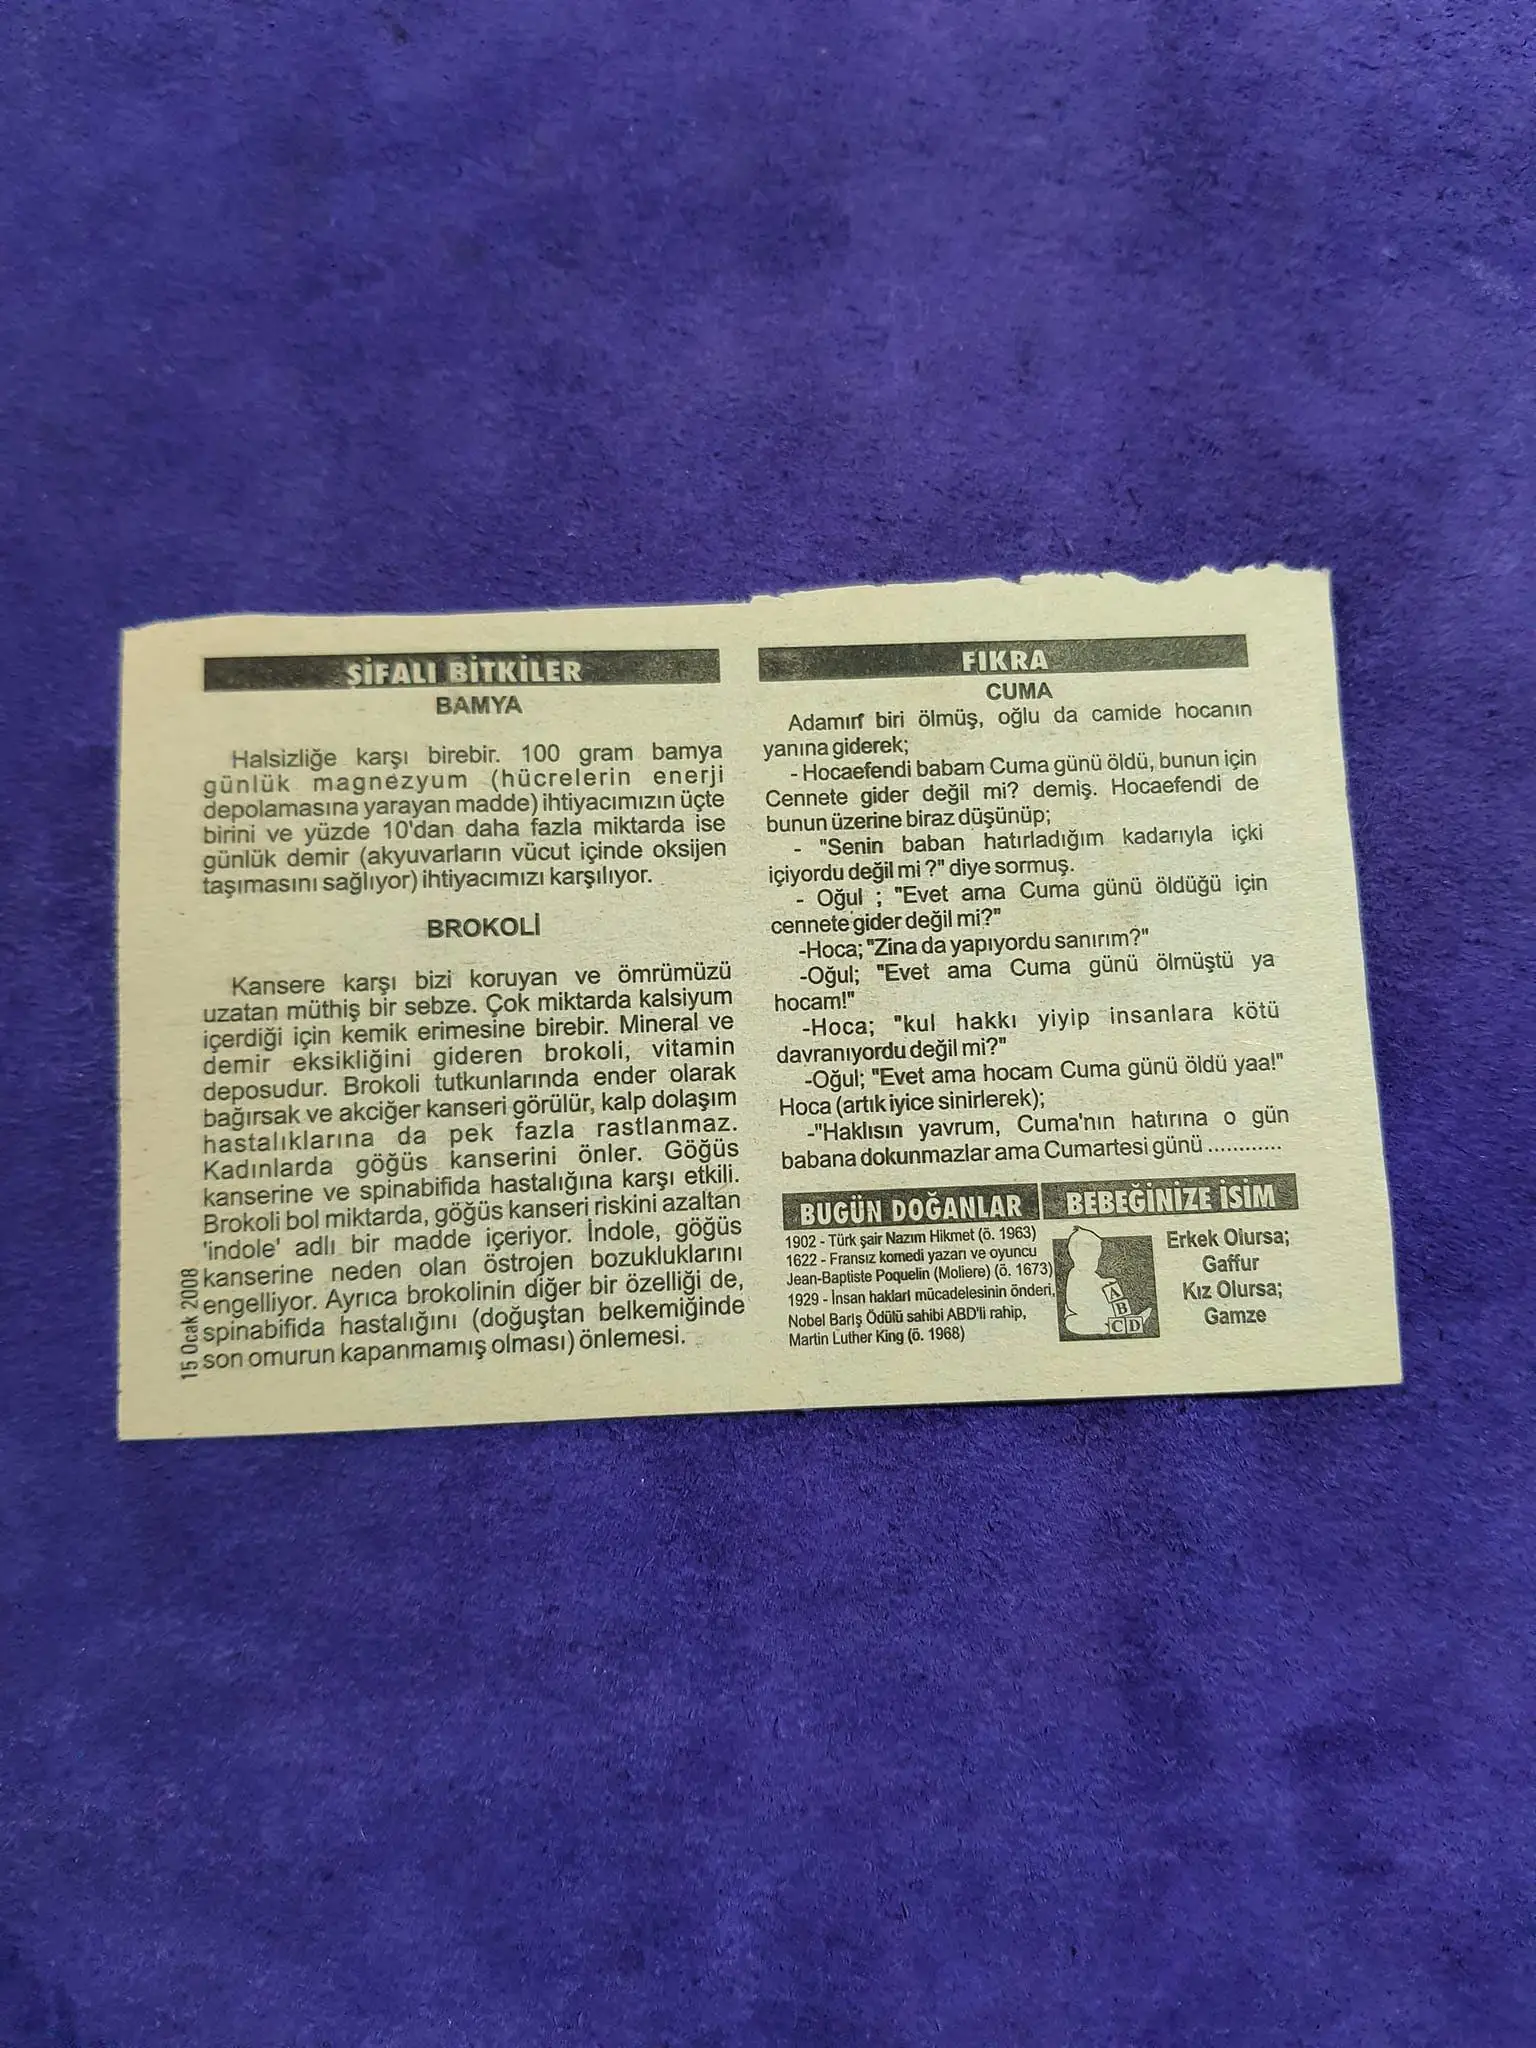 ŞİFALI BİTKİLER
BAMYA
Halsizliğe karşı birebir. 100 gram bamya
günlük magnezyum (hücrelerin enerji
depolamasına yarayan madde) ihtiyacımızın üçte
birini ve yüzde 10'dan daha fazla miktarda ise
günlük demir (akyuvarların vücut içinde oksijen
taşımasını sağlıyor) ihtiyacımızı karşılıyor.
BROKOLİ
Kansere karşı bizi koruyan ve ömrümüzü
uzatan müthiş bir sebze. Çok miktarda kalsiyum
içerdiği için kemik erimesine birebir. Mineral ve
demir eksikliğini gideren brokoli, vitamin
deposudur. Brokoli tutkunlarında ender olarak
bağırsak ve akciğer kanseri görülür, kalp dolaşım
hastalıklarına da pek fazla rastlanmaz.
Kadınlarda göğüs kanserini önler. Göğüs
kanserine ve spinabifida hastalığına karşı etkili.
Brokoli bol miktarda, göğüs kanseri riskini azaltan
'indole' adlı bir madde içeriyor. İndole, göğüs
kanserine neden olan östrojen bozukluklarını
engelliyor. Ayrıca brokolinin diğer bir özelliği de,
spinabifida hastalığını (doğuştan belkemiğinde
son omurun kapanmamış olması) önlemesi.
15 Ocak 2008
FIKRA
CUMA
Adamın biri ölmüş, oğlu da camide hocanın
yanına giderek;
- Hocaefendi babam Cuma günü öldü, bunun için
Cennete gider değil mi? demiş. Hocaefendi de
bunun üzerine biraz düşünüp;
- "Senin baban hatırladığım kadarıyla içki
içiyordu değil mi ?" diye sormuş.
- Oğul ; "Evet ama Cuma günü öldüğü için
cennete gider değil mi?"
-Hoca; "Zina da yapıyordu sanırım?"
-Oğul; "Evet ama Cuma günü ölmüştü ya
hocam!"
-Hoca; "kul hakkı yiyip insanlara kötü
davranıyordu değil mi?"
-Oğul; "Evet ama hocam Cuma günü öldü yaa!"
Hoca (artık iyice sinirlerek);
-"Haklısın yavrum, Cuma'nın hatırına o gün
babana dokunmazlar ama Cumartesi günü ............
BUGÜN DOĞANLAR
1902 - Türk şair Nazım Hikmet (ö. 1963)
1622 - Fransız komedi yazarı ve oyuncu
Jean-Baptiste Poquelin (Moliere) (ö. 1673)
1929 - İnsan hakları mücadelesinin önderi,
Nobel Barış Ödülü sahibi ABD'li rahip,
Martin Luther King (ö. 1968)
BEBEĞİNİZE İSİM
A
B
C D
Erkek Olursa;
Gaffur
Kız Olursa;
Gamze